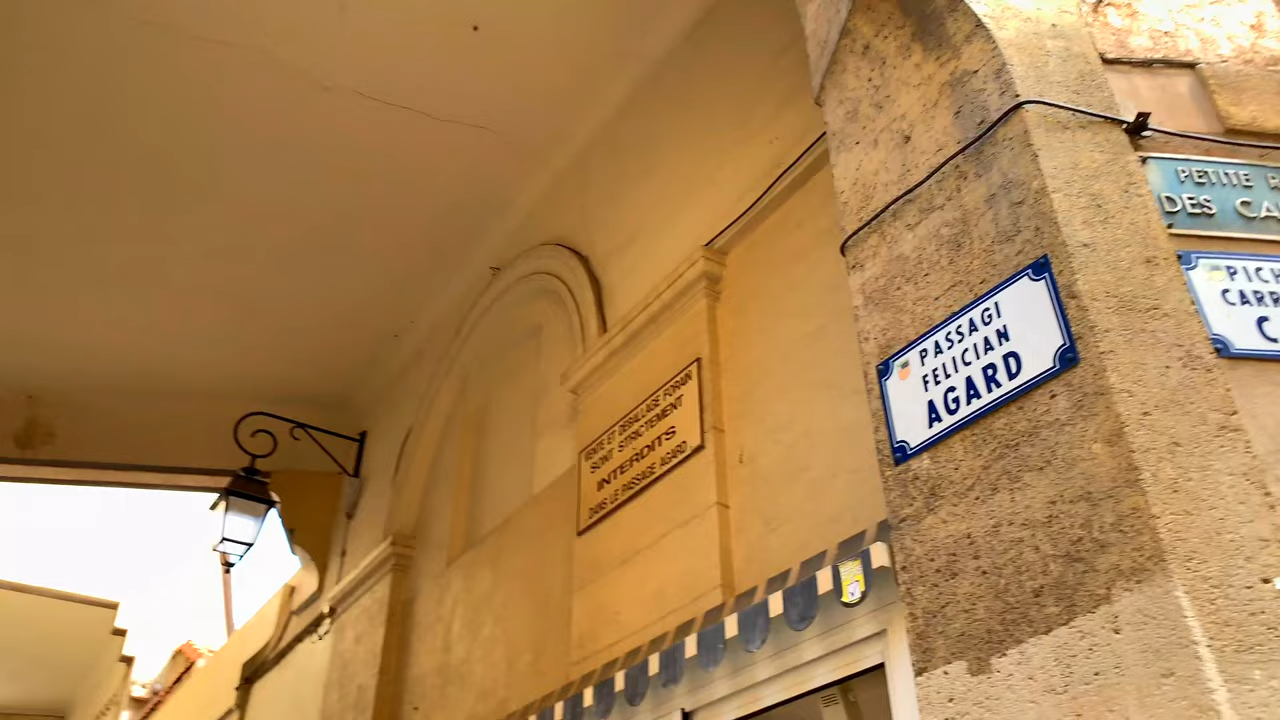 VENTE ET DEBALLAGE FORAIN
SONT STRICTEMENT
INTERDITS
DANS LE PASSAGE AGARD
PASSAGI
FELICIAN
AGARD
PETITE
DES